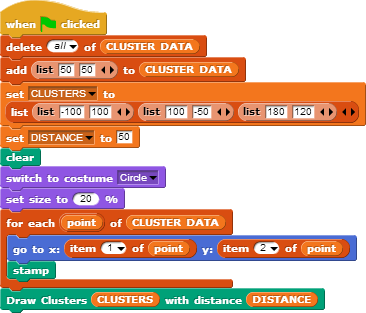 when clicked
delete all of CLUSTER DATA
add list 50 50 to CLUSTER DATA
set CLUSTERS to
list list -100 100 list 100 -50 list 180 120
set DISTANCE to 50
clear
switch to costume Circle
set size to 20 %
for each point of CLUSTER DATA
go to x: item 1 of point y: item 2 of point
stamp
Draw Clusters CLUSTERS with distance DISTANCE